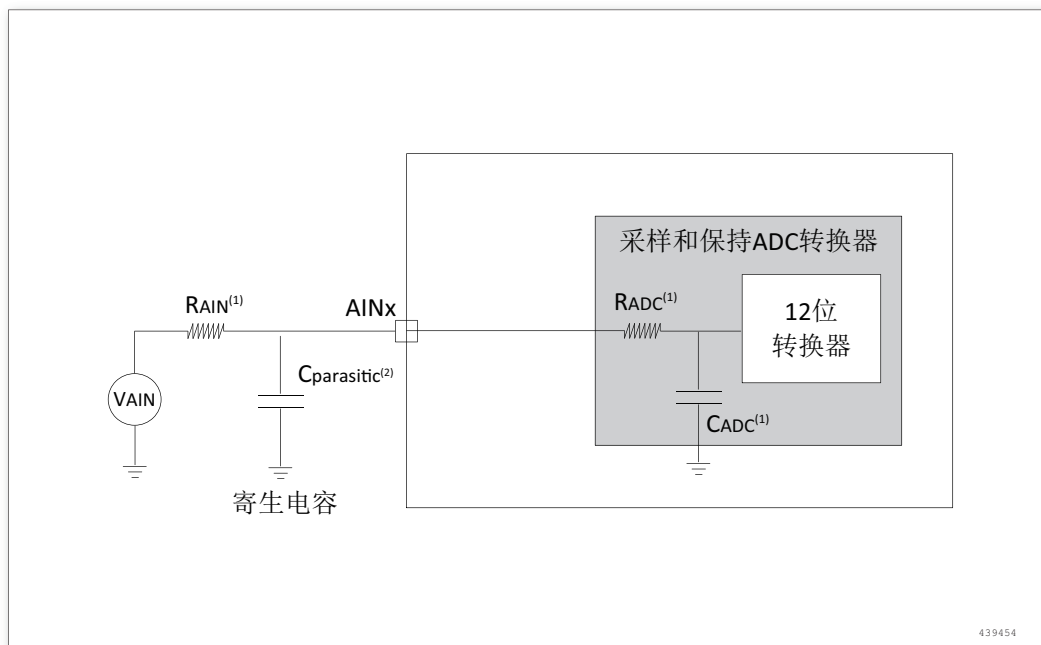 采样和保持ADC转换器
RAIN(1)
AINx
RADC(1)
12位
转换器
VAIN
Cparasitic(2)
CADC(1)
寄生电容
439454